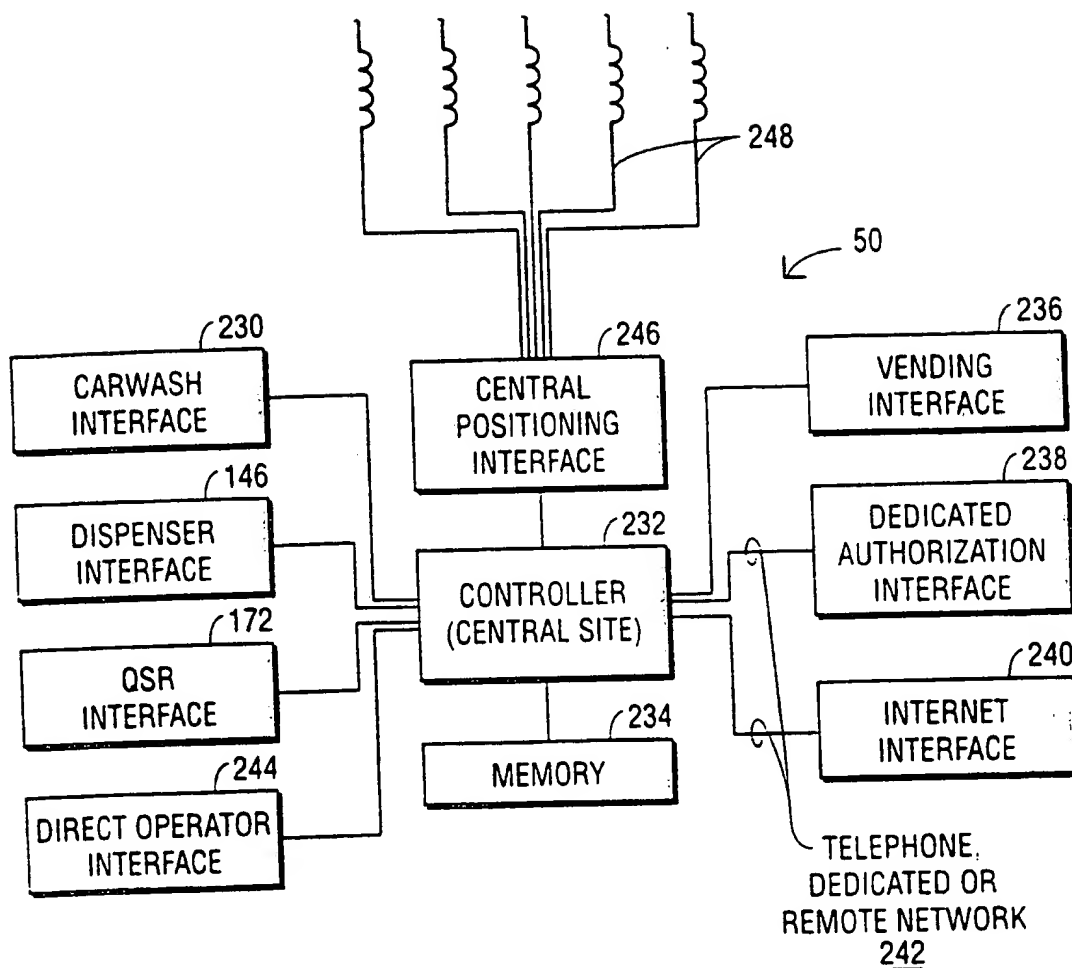 248
50
230
CARWASH
INTERFACE
246
CENTRAL
POSITIONING
INTERFACE
236
VENDING
INTERFACE
146
DISPENSER
INTERFACE
232
CONTROLLER
(CENTRAL SITE)
238
DEDICATED
AUTHORIZATION
INTERFACE
172
QSR
INTERFACE
234
MEMORY
240
INTERNET
INTERFACE
244
DIRECT OPERATOR
INTERFACE
TELEPHONE,
DEDICATED OR
REMOTE NETWORK
242